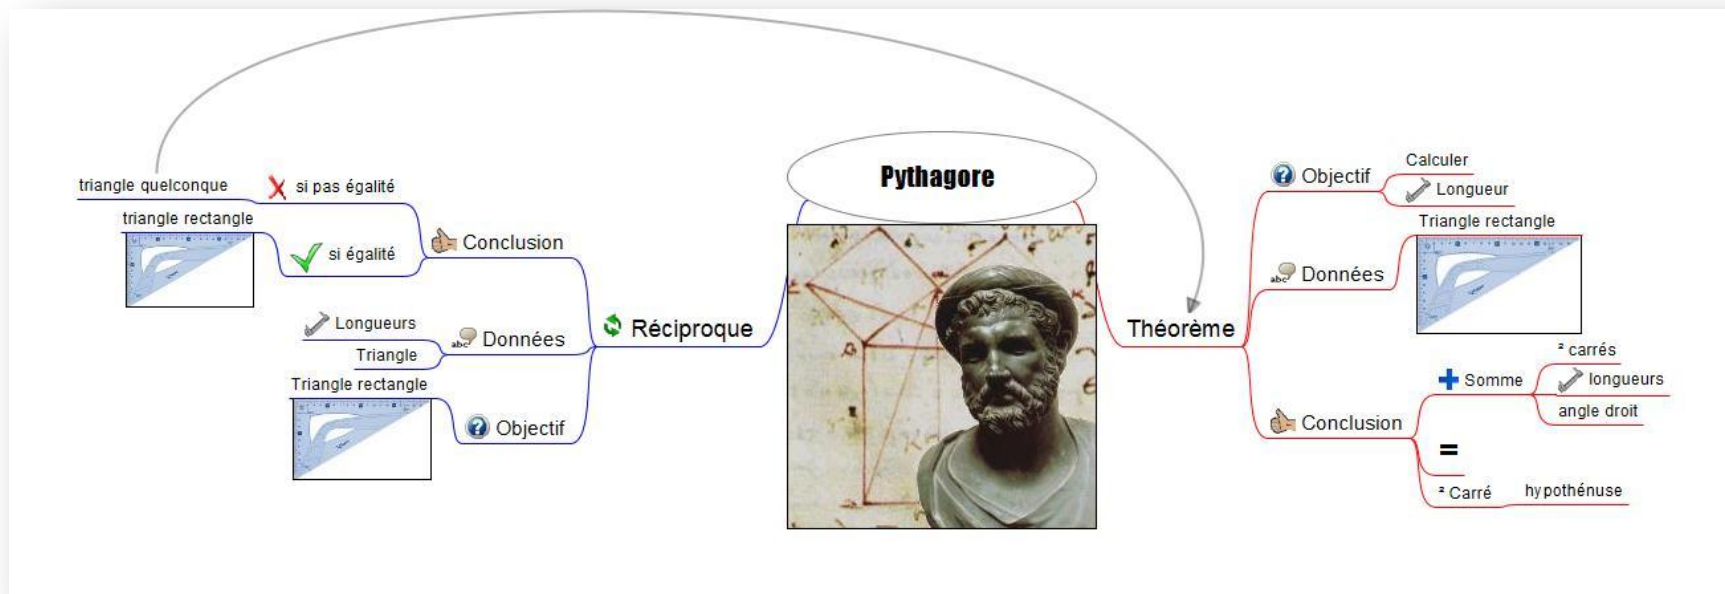 Pythagore
Théorème
Objectif
Calculer
Longueur
Données
Triangle rectangle
Conclusion
Somme
² carrés
longueurs
angle droit
=
² Carré
hypothénuse
Réciproque
Conclusion
si pas égalité
triangle quelconque
si égalité
triangle rectangle
abc Données
Longueurs
Triangle
Objectif
Triangle rectangle